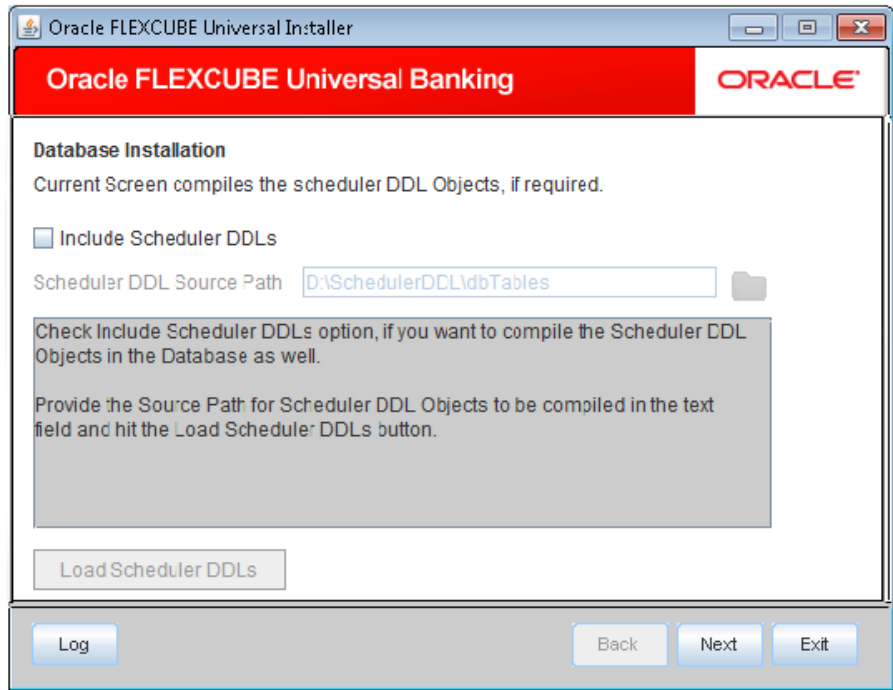 Oracle FLEXCUBE Universal Installer
Oracle FLEXCUBE Universal Banking
ORACLE
Database Installation
Current Screen compiles the scheduler DDL Objects, if required.
Include Scheduler DDLs
Scheduler DDL Source Path D:\SchedulerDDL\dbTables
Check Include Scheduler DDLs option, if you want to compile the Scheduler DDL
Objects in the Database as well.
Provide the Source Path for Scheduler DDL Objects to be compiled in the text
field and hit the Load Scheduler DDLs button.
Load Scheduler DDLs
Log Back Next Exit